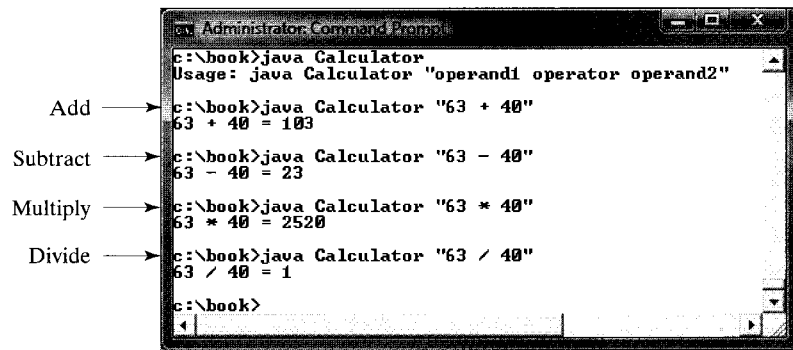 Administrator: Command Prompt
c:\book>java Calculator
Usage: java Calculator "operand1 operator operand2"
Add
c:\book>java Calculator "63 + 40"
63 + 40 = 103
Subtract
c:\book>java Calculator "63 - 40"
63 - 40 = 23
Multiply
c:\book>java Calculator "63 * 40"
63 * 40 = 2520
Divide
c:\book>java Calculator "63 / 40"
63 / 40 = 1
c:\book>